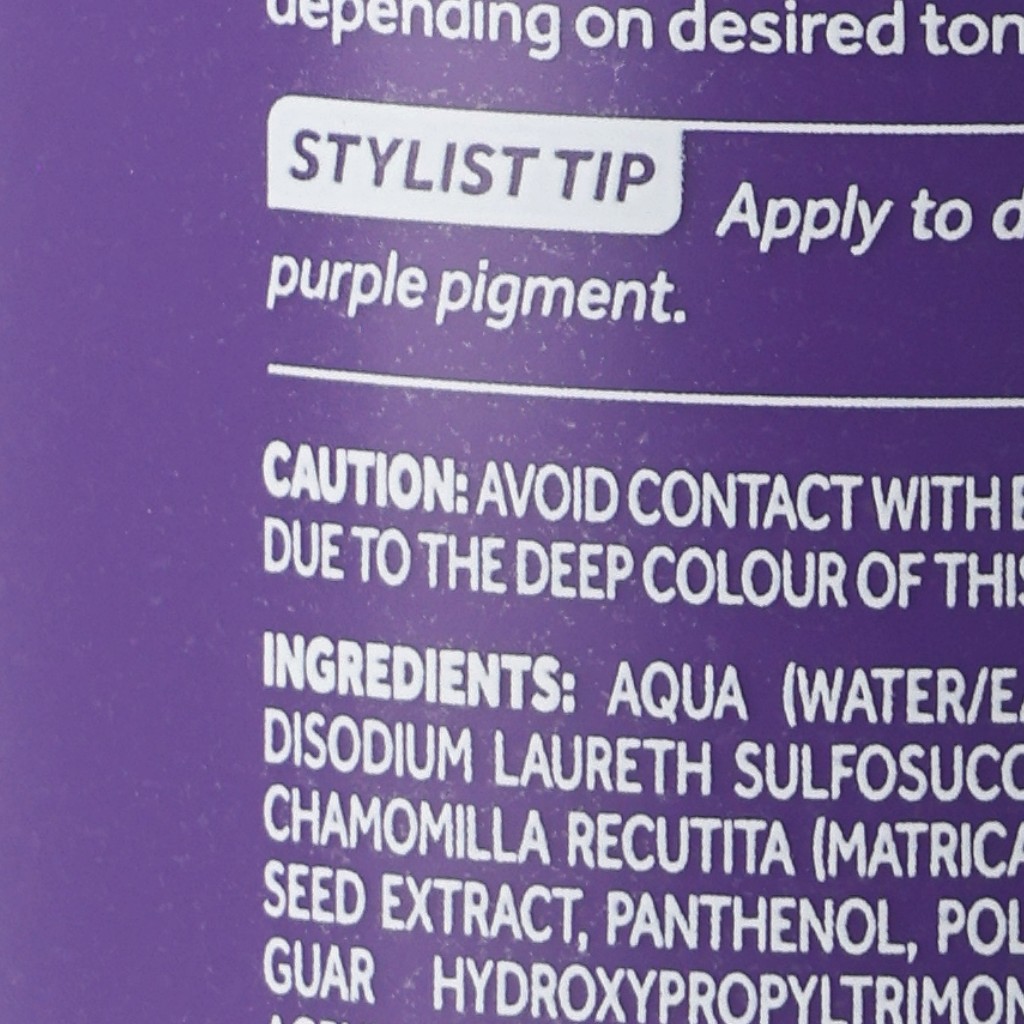 depending on desired ton
STYLIST TIP Apply to d
purple pigment.
CAUTION: AVOID CONTACT WITH E
DUE TO THE DEEP COLOUR OF THIS
INGREDIENTS: AQUA (WATER/EA
DISODIUM LAURETH SULFOSUCC
CHAMOMILLA RECUTITA (MATRICA
SEED EXTRACT, PANTHENOL, POL
GUAR HYDROXYPROPYLTRIMON